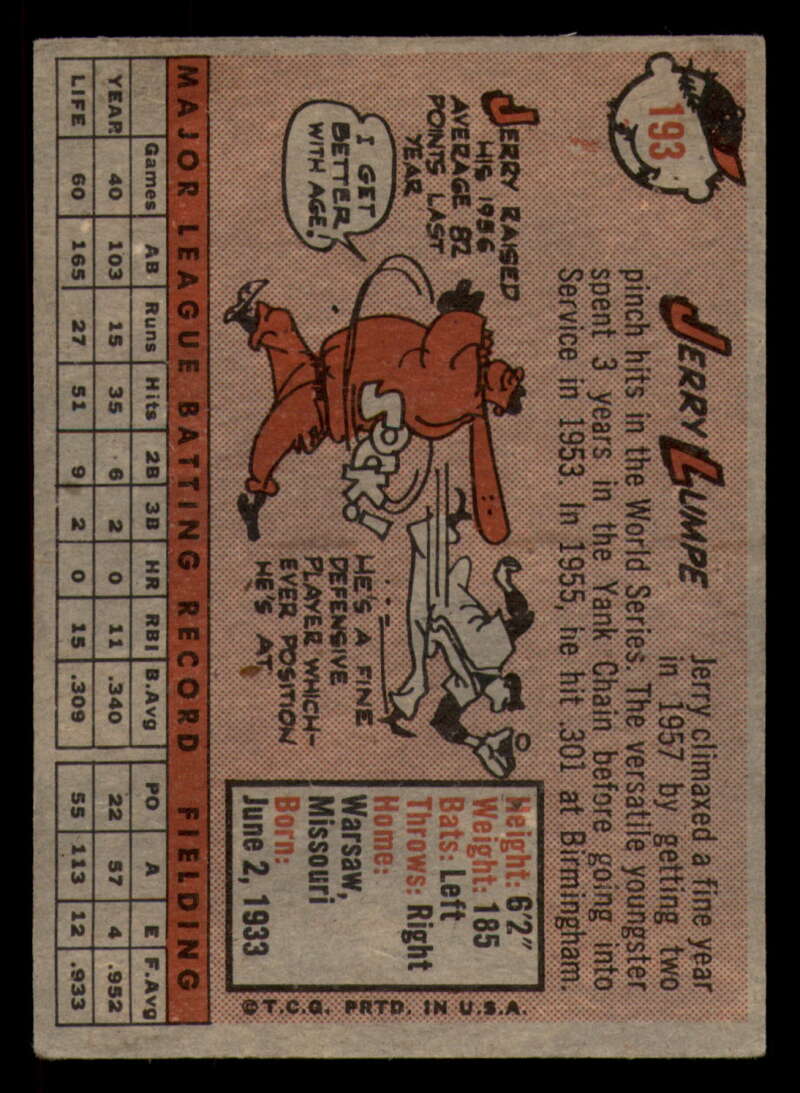 193
JERRY LUMPE
Jerry climaxed a fine year
in 1957 by getting two
pinch hits in the World Series. The versatile youngster
spent 3 years in the Yank Chain before going into
Service in 1953. In 1955, he hit .301 at Birmingham.
JERRY RAISED
HIS 1956
AVERAGE 82
POINTS LAST
YEAR
I GET
BETTER
WITH AGE!
SOCK!
HE'S A FINE
DEFENSIVE
PLAYER WHICH-
EVER POSITION
HE'S AT
Height: 6'2"
Weight: 185
Bats: Left
Throws: Right
Home:
Warsaw,
Missouri
Born:
June 2, 1933
© T.C.G. PRTD. IN U.S.A.
MAJOR LEAGUE BATTING RECORD FIELDING
Games AB Runs Hits 2B 3B HR RBI B.Avg PO A E F.Avg
YEAR 40 103 15 35 6 2 0 11 .340 22 57 4 .952
LIFE 60 165 27 51 9 2 0 15 .309 55 113 12 .933